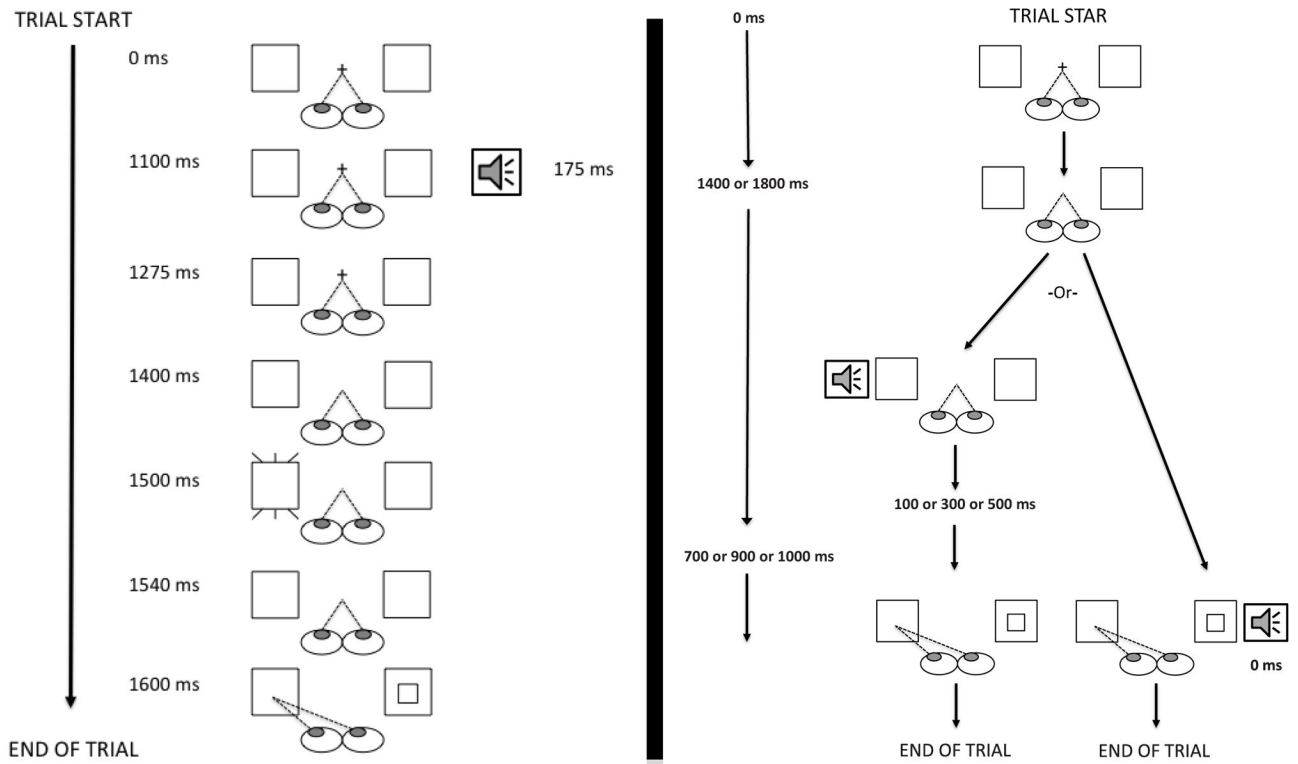 TRIAL START
0 ms
1100 ms
175 ms
1275 ms
1400 ms
1500 ms
1540 ms
1600 ms
END OF TRIAL
0 ms
TRIAL STAR
1400 or 1800 ms
-Or-
100 or 300 or 500 ms
700 or 900 or 1000 ms
0 ms
END OF TRIAL
END OF TRIAL